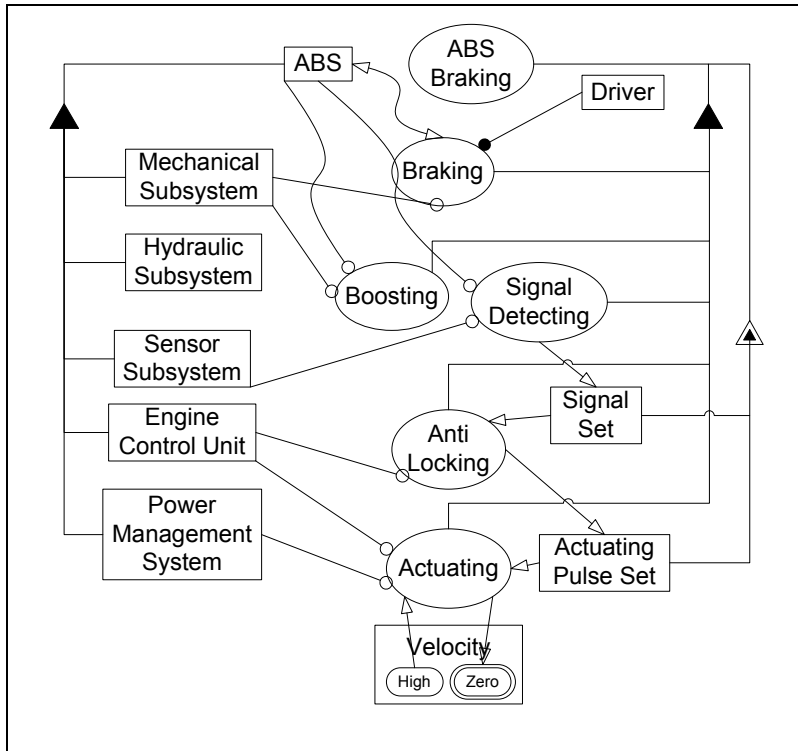 ABS
ABS
Braking
Driver
Mechanical
Subsystem
Braking
Hydraulic
Subsystem
Boosting
Signal
Detecting
Sensor
Subsystem
Signal
Set
Engine
Control Unit
Anti
Locking
Power
Management
System
Actuating
Actuating
Pulse Set
Velocity
High
Zero